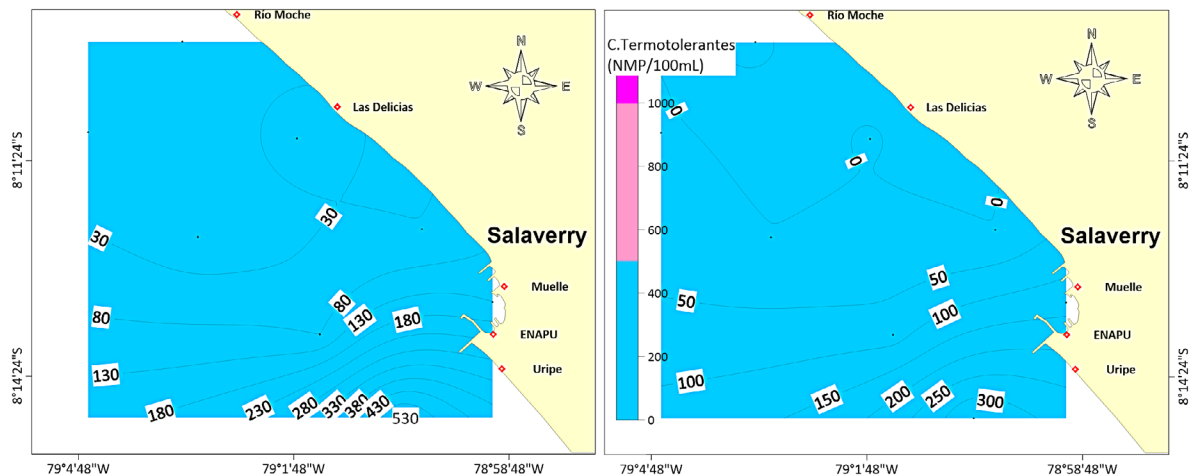 Río Moche
N
W
E
S
Las Delicias
8°11'24"S
30
30
Salaverry
Muelle
80
80
130
180
ENAPU
Uripe
8°14'24"S
130
180
230
280
330
380
430
530
79°4'48"W
79°1'48"W
78°58'48"W
Río Moche
C.Termotolerantes
(NMP/100mL)
N
W
E
S
1000
800
600
400
200
0
0
Las Delicias
8°11'24"S
0
0
Salaverry
50
50
Muelle
100
ENAPU
Uripe
8°14'24"S
100
150
200
250
300
79°4'48"W
79°1'48"W
78°58'48"W